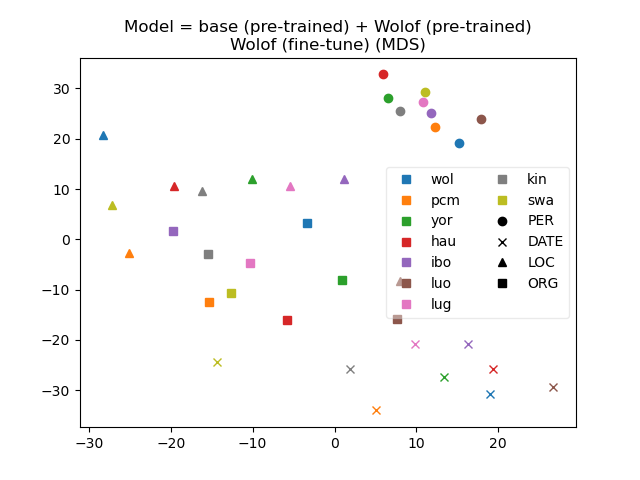 Model = base (pre-trained) + Wolof (pre-trained)
Wolof (fine-tune) (MDS)
30
20
10
0
−10
−20
−30
−30
−20
−10
0
10
20
wol
pcm
yor
hau
ibo
luo
lug
kin
swa
PER
DATE
LOC
ORG